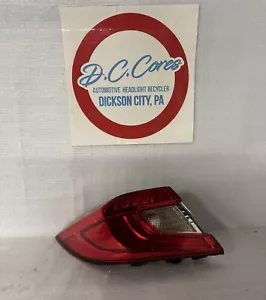 D.C. Cores
AUTOMOTIVE HEADLIGHT RECYCLER
DICKSON CITY, PA